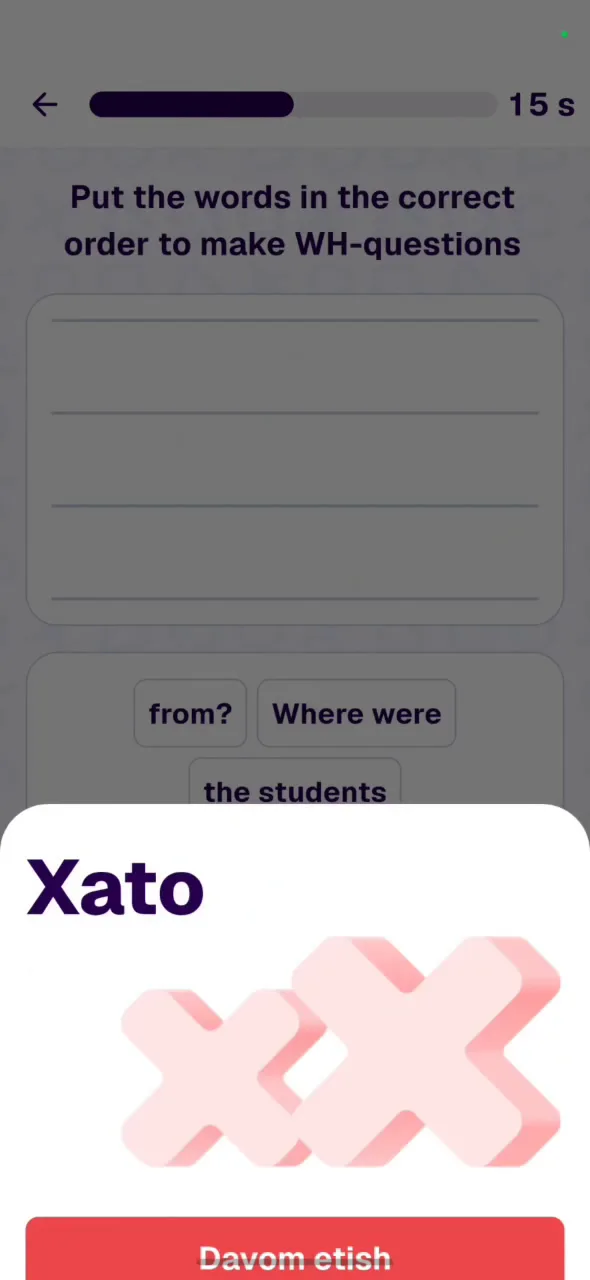 15 s
Put the words in the correct
order to make WH-questions
from?
Where were
the students
Xato
Davom etish